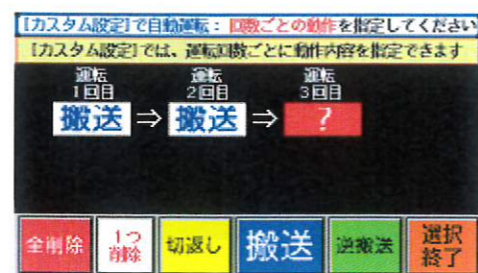 [カスタム設定]で自動運転：回数ごとの動作を指定してください
[カスタム設定]では、運転回数ごとに動作内容を指定できます
運転 運転 運転
1回目 2回目 3回目
搬送 ⇒ 搬送 ⇒ ?
全削除 1つ削除 切返し 搬送 逆搬送 選択終了